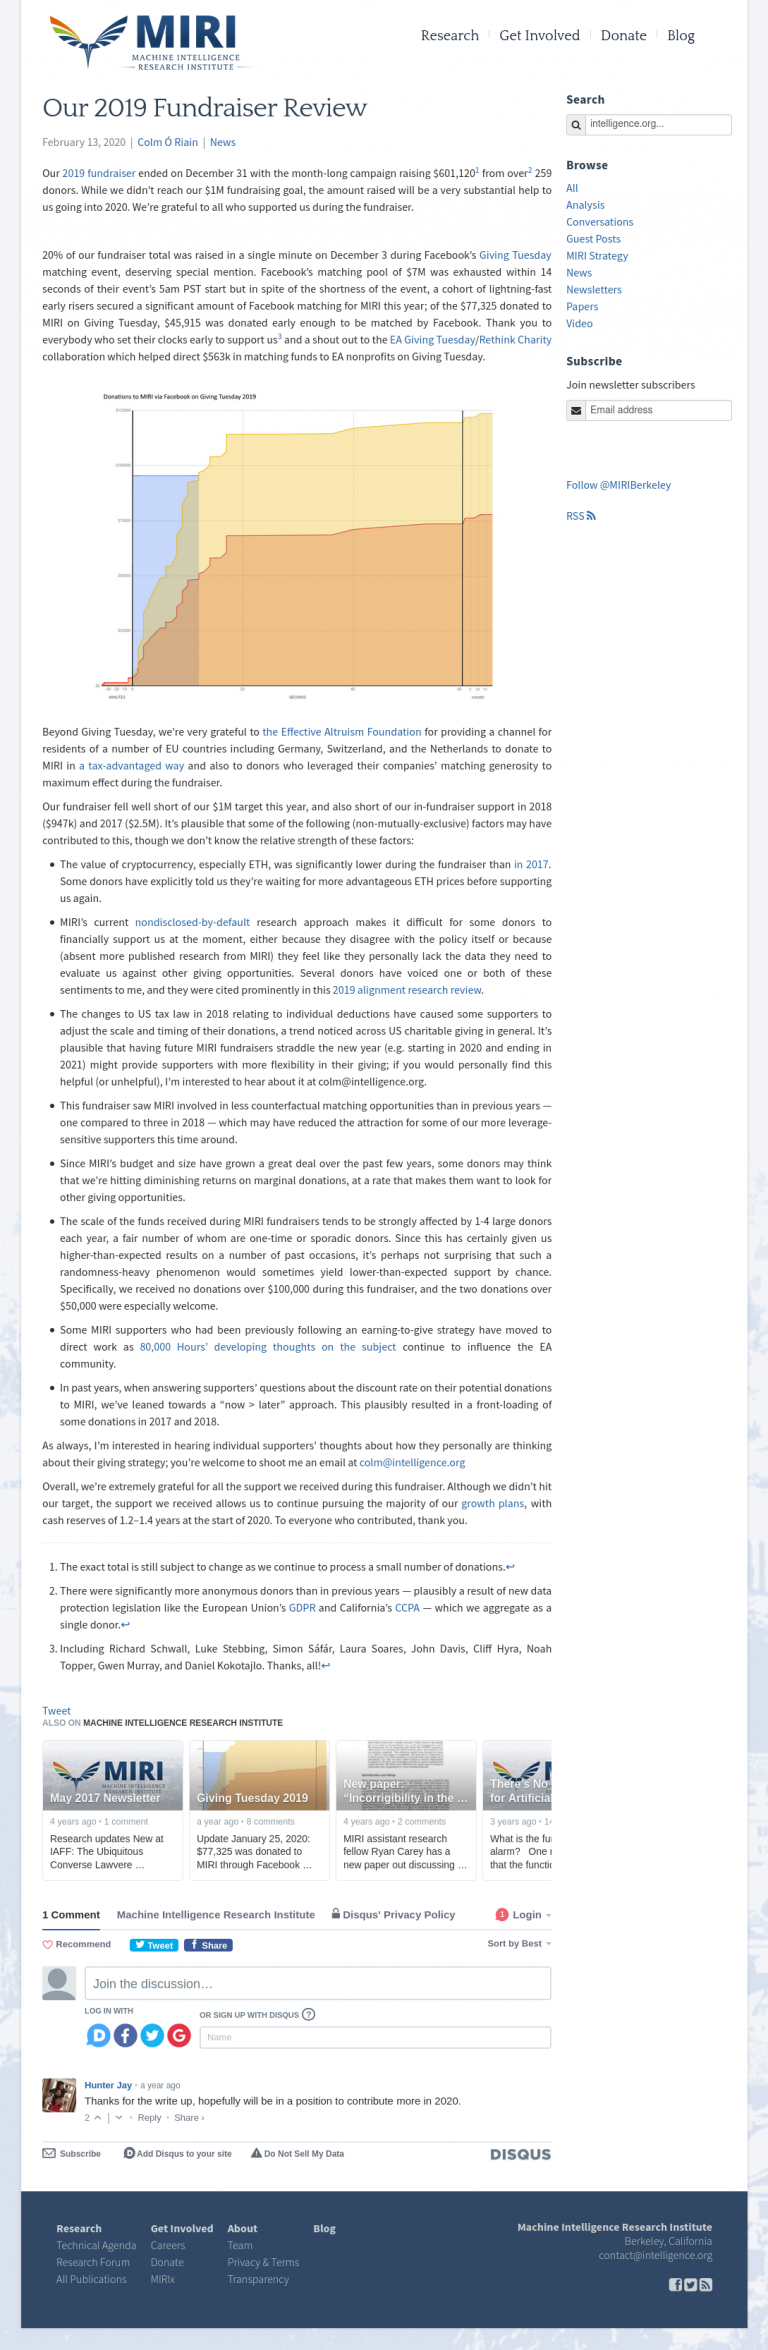 MIRI
MACHINE INTELLIGENCE
RESEARCH INSTITUTE
Research
Get Involved
Donate
Blog
Our 2019 Fundraiser Review
February 13, 2020 | Colm Ó Riain | News
Our 2019 fundraiser ended on December 31 with the month-long campaign raising $601,120¹ from over² 259
donors. While we didn't reach our $1M fundraising goal, the amount raised will be a very substantial help to
us going into 2020. We're grateful to all who supported us during the fundraiser.
20% of our fundraiser total was raised in a single minute on December 3 during Facebook's Giving Tuesday
matching event, deserving special mention. Facebook's matching pool of $7M was exhausted within 14
seconds of their event's 5am PST start but in spite of the shortness of the event, a cohort of lightning-fast
early risers secured a significant amount of Facebook matching for MIRI this year; of the $77,325 donated to
MIRI on Giving Tuesday, $45,915 was donated early enough to be matched by Facebook. Thank you to
everybody who set their clocks early to support us³ and a shout out to the EA Giving Tuesday/Rethink Charity
collaboration which helped direct $563k in matching funds to EA nonprofits on Giving Tuesday.
Donations to MIRI via Facebook on Giving Tuesday 2019
MINUTES
SECONDS
HOURS
Beyond Giving Tuesday, we're very grateful to the Effective Altruism Foundation for providing a channel for
residents of a number of EU countries including Germany, Switzerland, and the Netherlands to donate to
MIRI in a tax-advantaged way and also to donors who leveraged their companies' matching generosity to
maximum effect during the fundraiser.
Our fundraiser fell well short of our $1M target this year, and also short of our in-fundraiser support in 2018
($947k) and 2017 ($2.5M). It's plausible that some of the following (non-mutually-exclusive) factors may have
contributed to this, though we don't know the relative strength of these factors:
• The value of cryptocurrency, especially ETH, was significantly lower during the fundraiser than in 2017.
Some donors have explicitly told us they're waiting for more advantageous ETH prices before supporting
us again.
• MIRI's current nondisclosed-by-default research approach makes it difficult for some donors to
financially support us at the moment, either because they disagree with the policy itself or because
(absent more published research from MIRI) they feel like they personally lack the data they need to
evaluate us against other giving opportunities. Several donors have voiced one or both of these
sentiments to me, and they were cited prominently in this 2019 alignment research review.
• The changes to US tax law in 2018 relating to individual deductions have caused some supporters to
adjust the scale and timing of their donations, a trend noticed across US charitable giving in general. It's
plausible that having future MIRI fundraisers straddle the new year (e.g. starting in 2020 and ending in
2021) might provide supporters with more flexibility in their giving; if you would personally find this
helpful (or unhelpful), I'm interested to hear about it at colm@intelligence.org.
• This fundraiser saw MIRI involved in less counterfactual matching opportunities than in previous years —
one compared to three in 2018 — which may have reduced the attraction for some of our more leverage-
sensitive supporters this time around.
• Since MIRI's budget and size have grown a great deal over the past few years, some donors may think
that we're hitting diminishing returns on marginal donations, at a rate that makes them want to look for
other giving opportunities.
• The scale of the funds received during MIRI fundraisers tends to be strongly affected by 1-4 large donors
each year, a fair number of whom are one-time or sporadic donors. Since this has certainly given us
higher-than-expected results on a number of past occasions, it's perhaps not surprising that such a
randomness-heavy phenomenon would sometimes yield lower-than-expected support by chance.
Specifically, we received no donations over $100,000 during this fundraiser, and the two donations over
$50,000 were especially welcome.
• Some MIRI supporters who had been previously following an earning-to-give strategy have moved to
direct work as 80,000 Hours' developing thoughts on the subject continue to influence the EA
community.
• In past years, when answering supporters' questions about the discount rate on their potential donations
to MIRI, we've leaned towards a "now > later" approach. This plausibly resulted in a front-loading of
some donations in 2017 and 2018.
As always, I'm interested in hearing individual supporters' thoughts about how they personally are thinking
about their giving strategy; you're welcome to shoot me an email at colm@intelligence.org
Overall, we're extremely grateful for all the support we received during this fundraiser. Although we didn't hit
our target, the support we received allows us to continue pursuing the majority of our growth plans, with
cash reserves of 1.2–1.4 years at the start of 2020. To everyone who contributed, thank you.
1. The exact total is still subject to change as we continue to process a small number of donations.↩
2. There were significantly more anonymous donors than in previous years — plausibly a result of new data
protection legislation like the European Union's GDPR and California's CCPA — which we aggregate as a
single donor.↩
3. Including Richard Schwall, Luke Stebbing, Simon Sáfár, Laura Soares, John Davis, Cliff Hyra, Noah
Topper, Gwen Murray, and Daniel Kokotajlo. Thanks, all!↩
Search
intelligence.org...
Browse
All
Analysis
Conversations
Guest Posts
MIRI Strategy
News
Newsletters
Papers
Video
Subscribe
Join newsletter subscribers
Email address
Follow @MIRIBerkeley
RSS
Tweet
ALSO ON MACHINE INTELLIGENCE RESEARCH INSTITUTE
MIRI
May 2017 Newsletter
4 years ago • 1 comment
Research updates New at
IAFF: The Ubiquitous
Converse Lawvere …
Giving Tuesday 2019
a year ago • 8 comments
Update January 25, 2020:
$77,325 was donated to
MIRI through Facebook …
New paper:
"Incorrigibility in the …
4 years ago • 2 comments
MIRI assistant research
fellow Ryan Carey has a
new paper out discussing …
There's No
for Artificia
3 years ago • 14
What is the fu
alarm? One
that the functi
1 Comment
Machine Intelligence Research Institute
Disqus' Privacy Policy
1 Login
Recommend
Tweet
Share
Sort by Best
Join the discussion…
LOG IN WITH
OR SIGN UP WITH DISQUS ?
Name
Hunter Jay • a year ago
Thanks for the write up, hopefully will be in a position to contribute more in 2020.
2 • Reply • Share ›
Subscribe
Add Disqus to your site
Do Not Sell My Data
DISQUS
Research
Technical Agenda
Research Forum
All Publications
Get Involved
Careers
Donate
MIRIx
About
Team
Privacy & Terms
Transparency
Blog
Machine Intelligence Research Institute
Berkeley, California
contact@intelligence.org